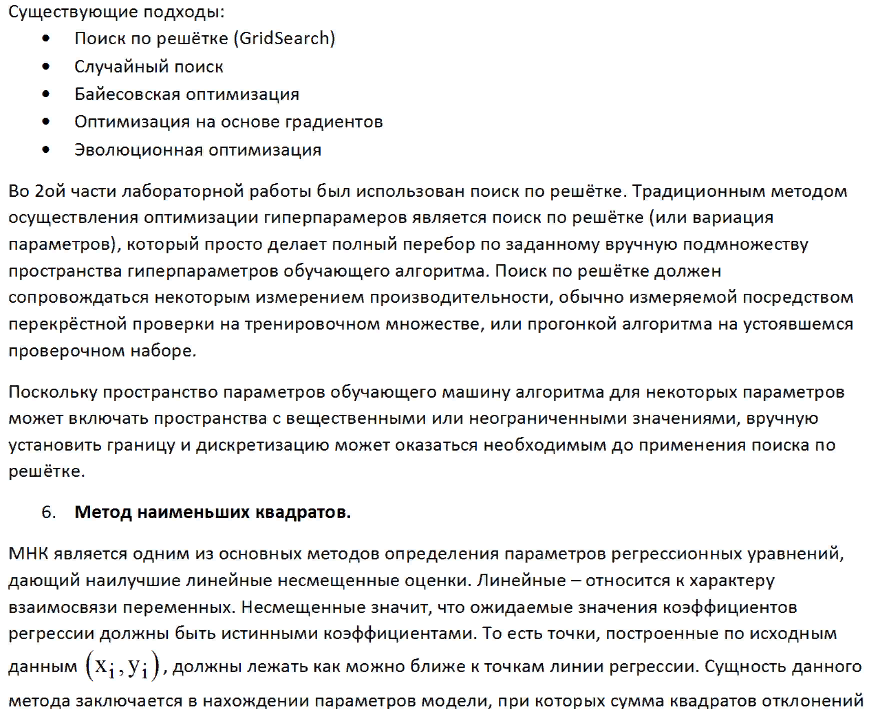 Существующие подходы:
• Поиск по решётке (GridSearch)
• Случайный поиск
• Байесовская оптимизация
• Оптимизация на основе градиентов
• Эволюционная оптимизация
Во 2ой части лабораторной работы был использован поиск по решётке. Традиционным методом
осуществления оптимизации гиперпарамеров является поиск по решётке (или вариация
параметров), который просто делает полный перебор по заданному вручную подмножеству
пространства гиперпараметров обучающего алгоритма. Поиск по решётке должен
сопровождаться некоторым измерением производительности, обычно измеряемой посредством
перекрёстной проверки на тренировочном множестве, или прогонкой алгоритма на устоявшемся
проверочном наборе.
Поскольку пространство параметров обучающего машину алгоритма для некоторых параметров
может включать пространства с вещественными или неограниченными значениями, вручную
установить границу и дискретизацию может оказаться необходимым до применения поиска по
решётке.
6. Метод наименьших квадратов.
МНК является одним из основных методов определения параметров регрессионных уравнений,
дающий наилучшие линейные несмещенные оценки. Линейные – относится к характеру
взаимосвязи переменных. Несмещенные значит, что ожидаемые значения коэффициентов
регрессии должны быть истинными коэффициентами. То есть точки, построенные по исходным
данным (x_i, y_i), должны лежать как можно ближе к точкам линии регрессии. Сущность данного
метода заключается в нахождении параметров модели, при которых сумма квадратов отклонений